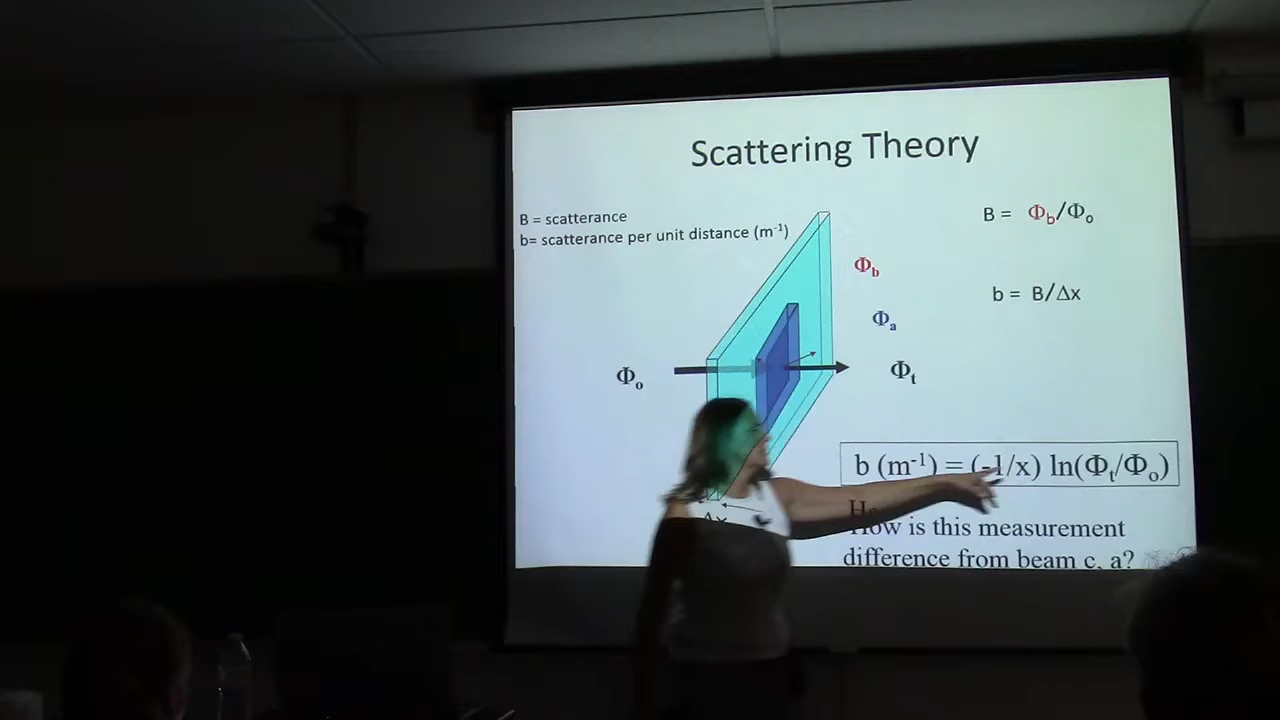 Scattering Theory
B = scatterance
b= scatterance per unit distance (m⁻¹)
B = Φb/Φo
b = B/Δx
Φb
Φa
Φo
Φt
b (m⁻¹) = (-1/x) ln(Φt/Φo)
Δx
How is this measurement
difference from beam c, a?